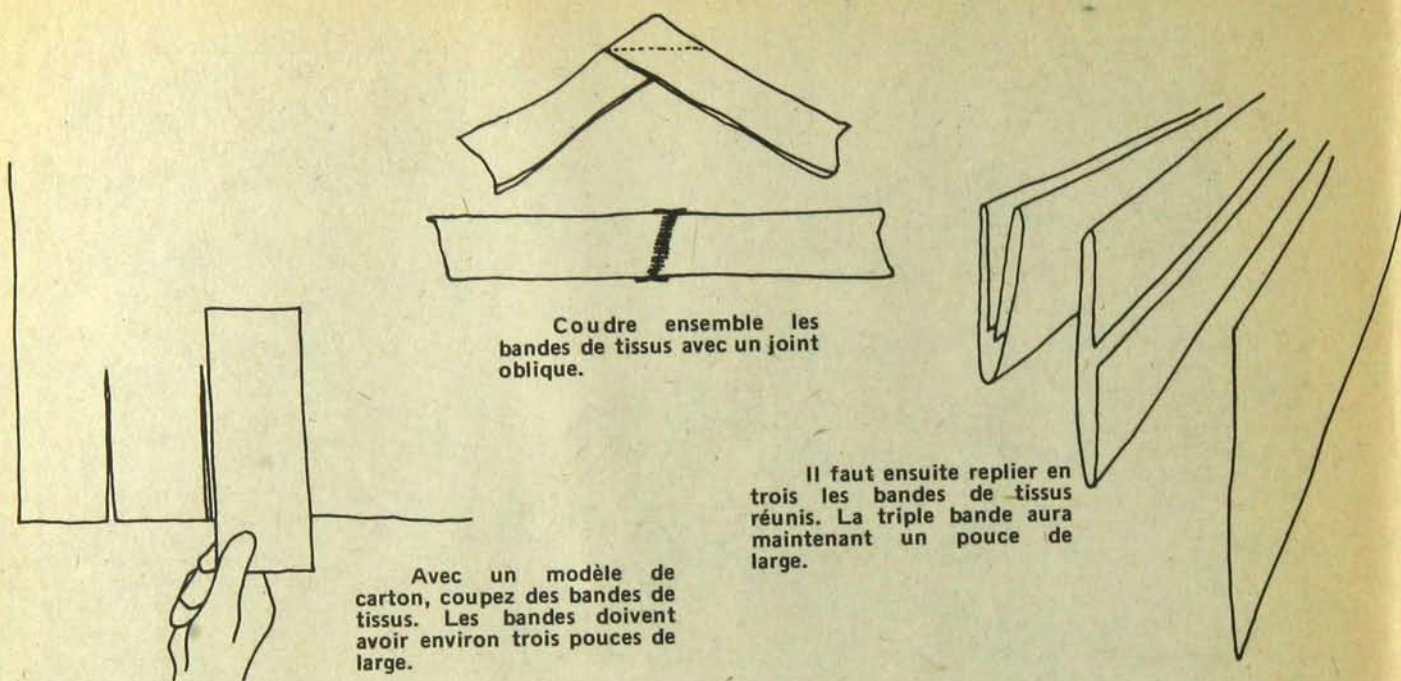 Coudre ensemble les
bandes de tissus avec un joint
oblique.
Il faut ensuite replier en
trois les bandes de tissus
réunis. La triple bande aura
maintenant un pouce de
large.
Avec un modèle de
carton, coupez des bandes de
tissus. Les bandes doivent
avoir environ trois pouces de
large.